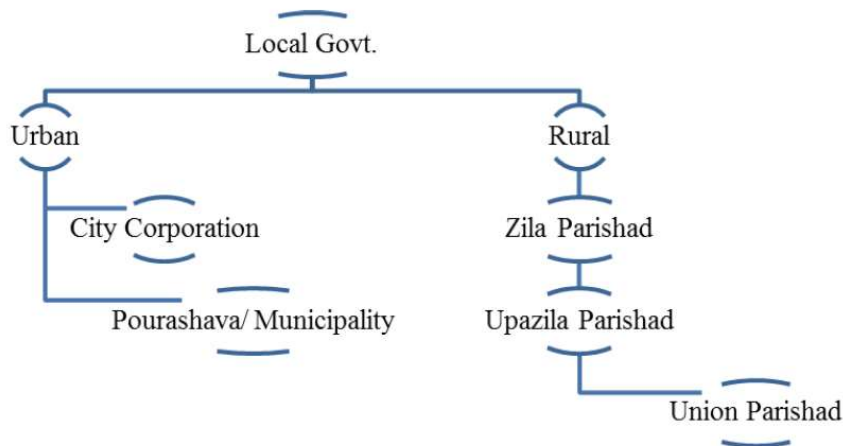 Local Govt.
Urban
Rural
City Corporation
Zila Parishad
Pourashava/ Municipality
Upazila Parishad
Union Parishad